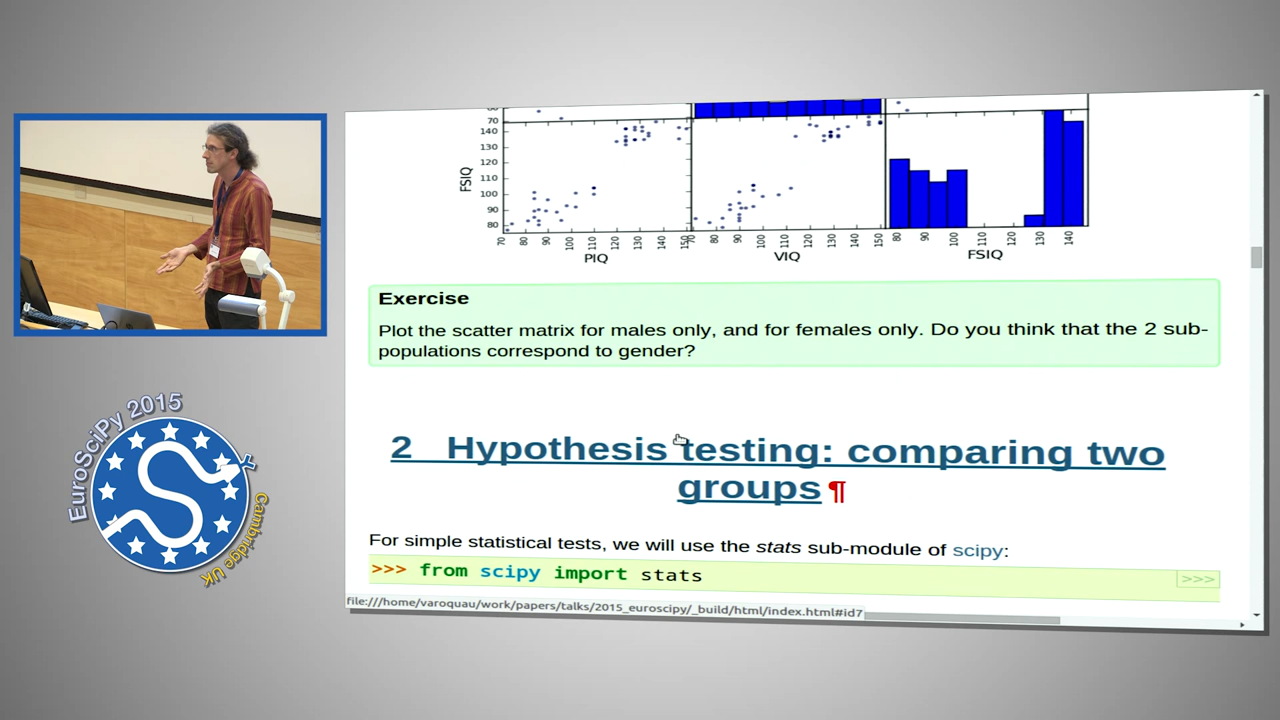 EuroSciPy 2015
Cambridge UK
70
140
130
120
110
100
90
80
FSIQ
70 80 90 100 110 120 130 140 150
PIQ
70 80 90 100 110 120 130 140 150
VIQ
80 90 100 110 120 130 140
FSIQ
Exercise
Plot the scatter matrix for males only, and for females only. Do you think that the 2 sub-
populations correspond to gender?
2 Hypothesis testing: comparing two
groups ¶
For simple statistical tests, we will use the stats sub-module of scipy:
>>> from scipy import stats
>>>
file:///home/varoquau/work/papers/talks/2015_euroscipy/_build/html/index.html#id7